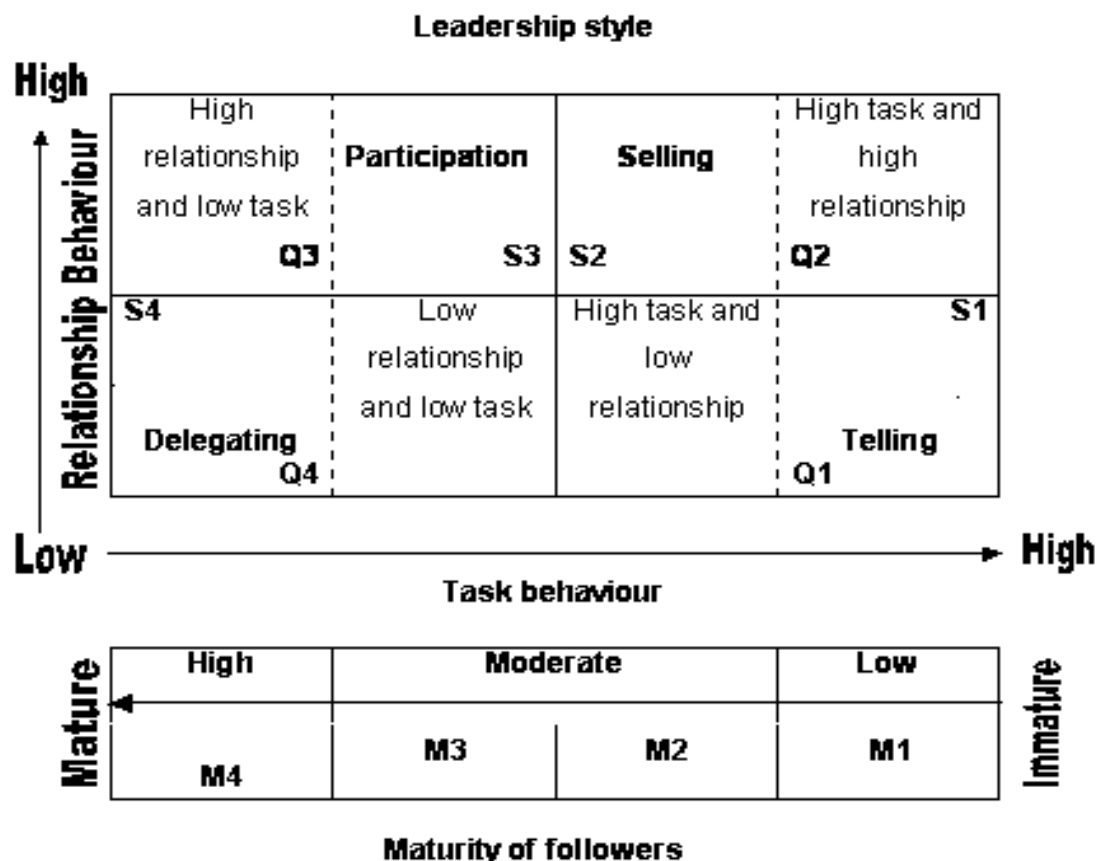 Leadership style
High
Relationship Behaviour
High
relationship
and low task
Q3
Participation
S3
Selling
S2
High task and
high
relationship
Q2
S4
Delegating
Q4
Low
relationship
and low task
High task and
low
relationship
S1
Telling
Q1
Low
High
Task behaviour
Mature
High
Moderate
Low
Immature
M4
M3
M2
M1
Maturity of followers